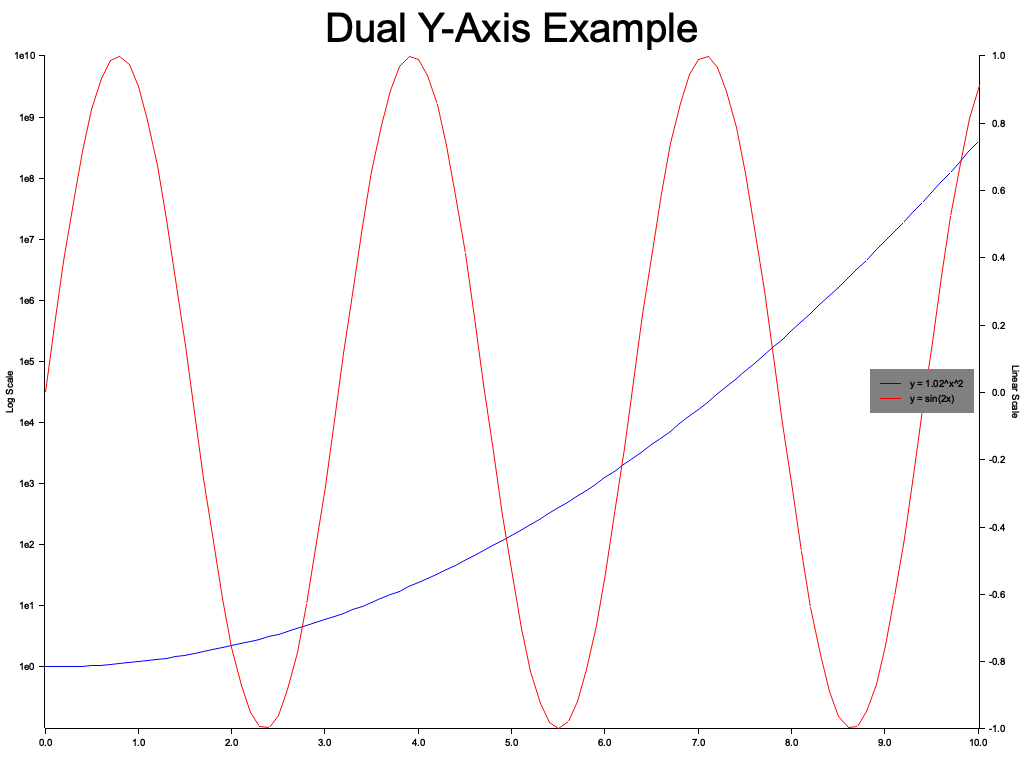 Dual Y-Axis Example
1e10
1e9
1e8
1e7
1e6
1e5
1e4
1e3
1e2
1e1
1e0
Log Scale
1.0
0.8
0.6
0.4
0.2
0.0
-0.2
-0.4
-0.6
-0.8
-1.0
Linear Scale
y = 1.02^x^2
y = sin(2x)
0.0 1.0 2.0 3.0 4.0 5.0 6.0 7.0 8.0 9.0 10.0